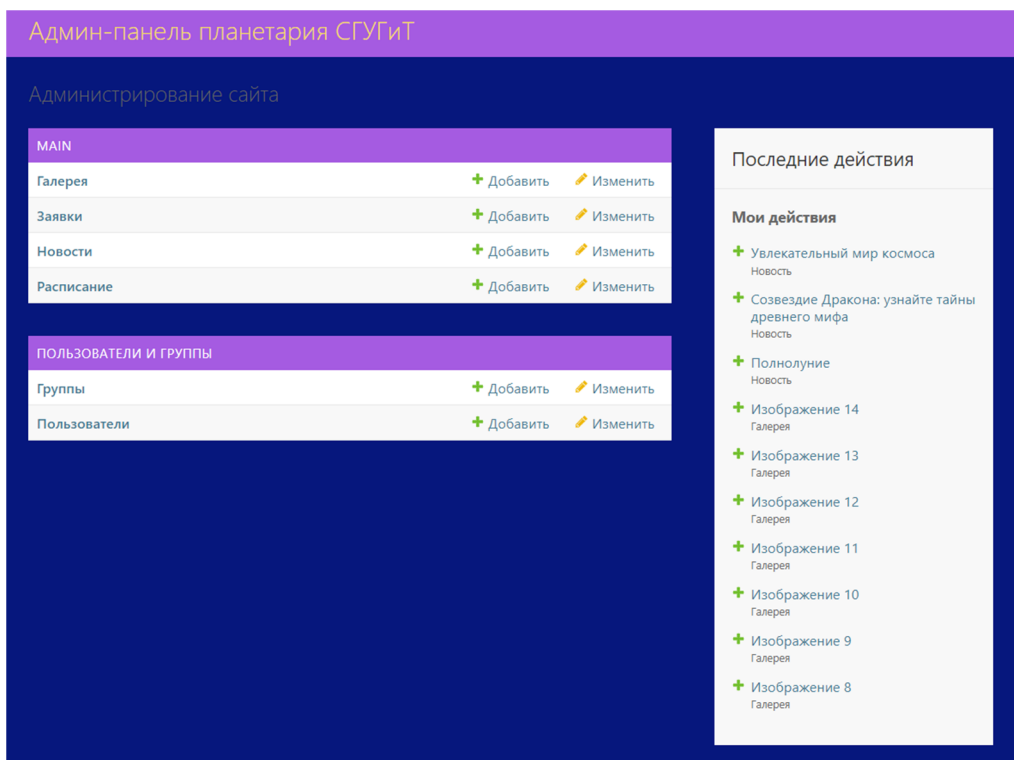 Админ-панель планетария СГУГиТ
Администрирование сайта
MAIN
Галерея Добавить Изменить
Заявки Добавить Изменить
Новости Добавить Изменить
Расписание Добавить Изменить
ПОЛЬЗОВАТЕЛИ И ГРУППЫ
Группы Добавить Изменить
Пользователи Добавить Изменить
Последние действия
Мои действия
Увлекательный мир космоса
Новость
Созвездие Дракона: узнайте тайны
древнего мифа
Новость
Полнолуние
Новость
Изображение 14
Галерея
Изображение 13
Галерея
Изображение 12
Галерея
Изображение 11
Галерея
Изображение 10
Галерея
Изображение 9
Галерея
Изображение 8
Галерея